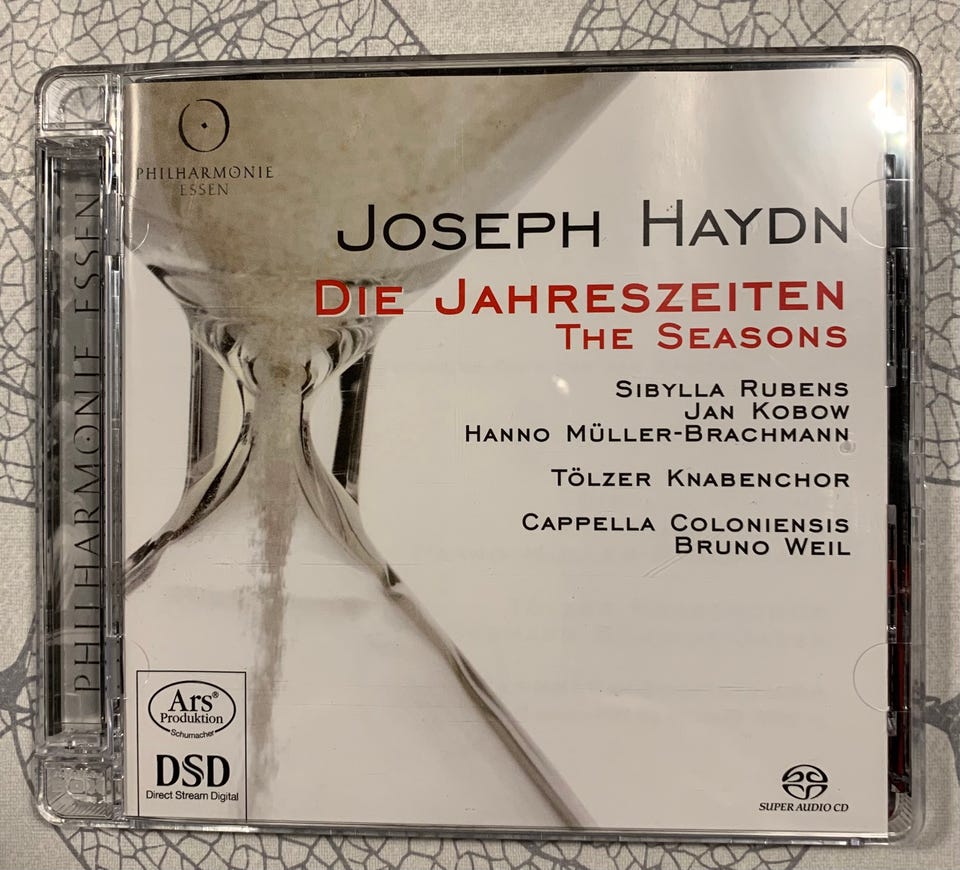 PHILHARMONIE ESSEN
PHILHARMONIE
ESSEN
JOSEPH HAYDN
DIE JAHRESZEITEN
THE SEASONS
SIBYLLA RUBENS
JAN KOBOW
HANNO MÜLLER-BRACHMANN
TÖLZER KNABENCHOR
CAPPELLA COLONIENSIS
BRUNO WEIL
Ars®
Produktion
Schumacher
DSD
Direct Stream Digital
SUPER AUDIO CD